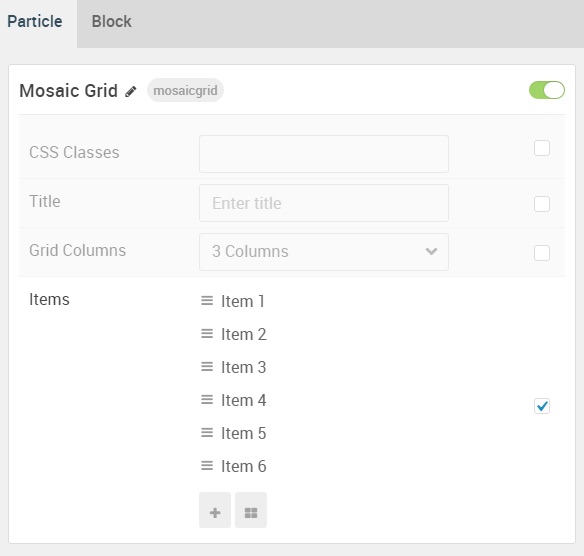 Particle Block
Mosaic Grid mosaicgrid
CSS Classes
Title Enter title
Grid Columns 3 Columns
Items Item 1
Item 2
Item 3
Item 4
Item 5
Item 6